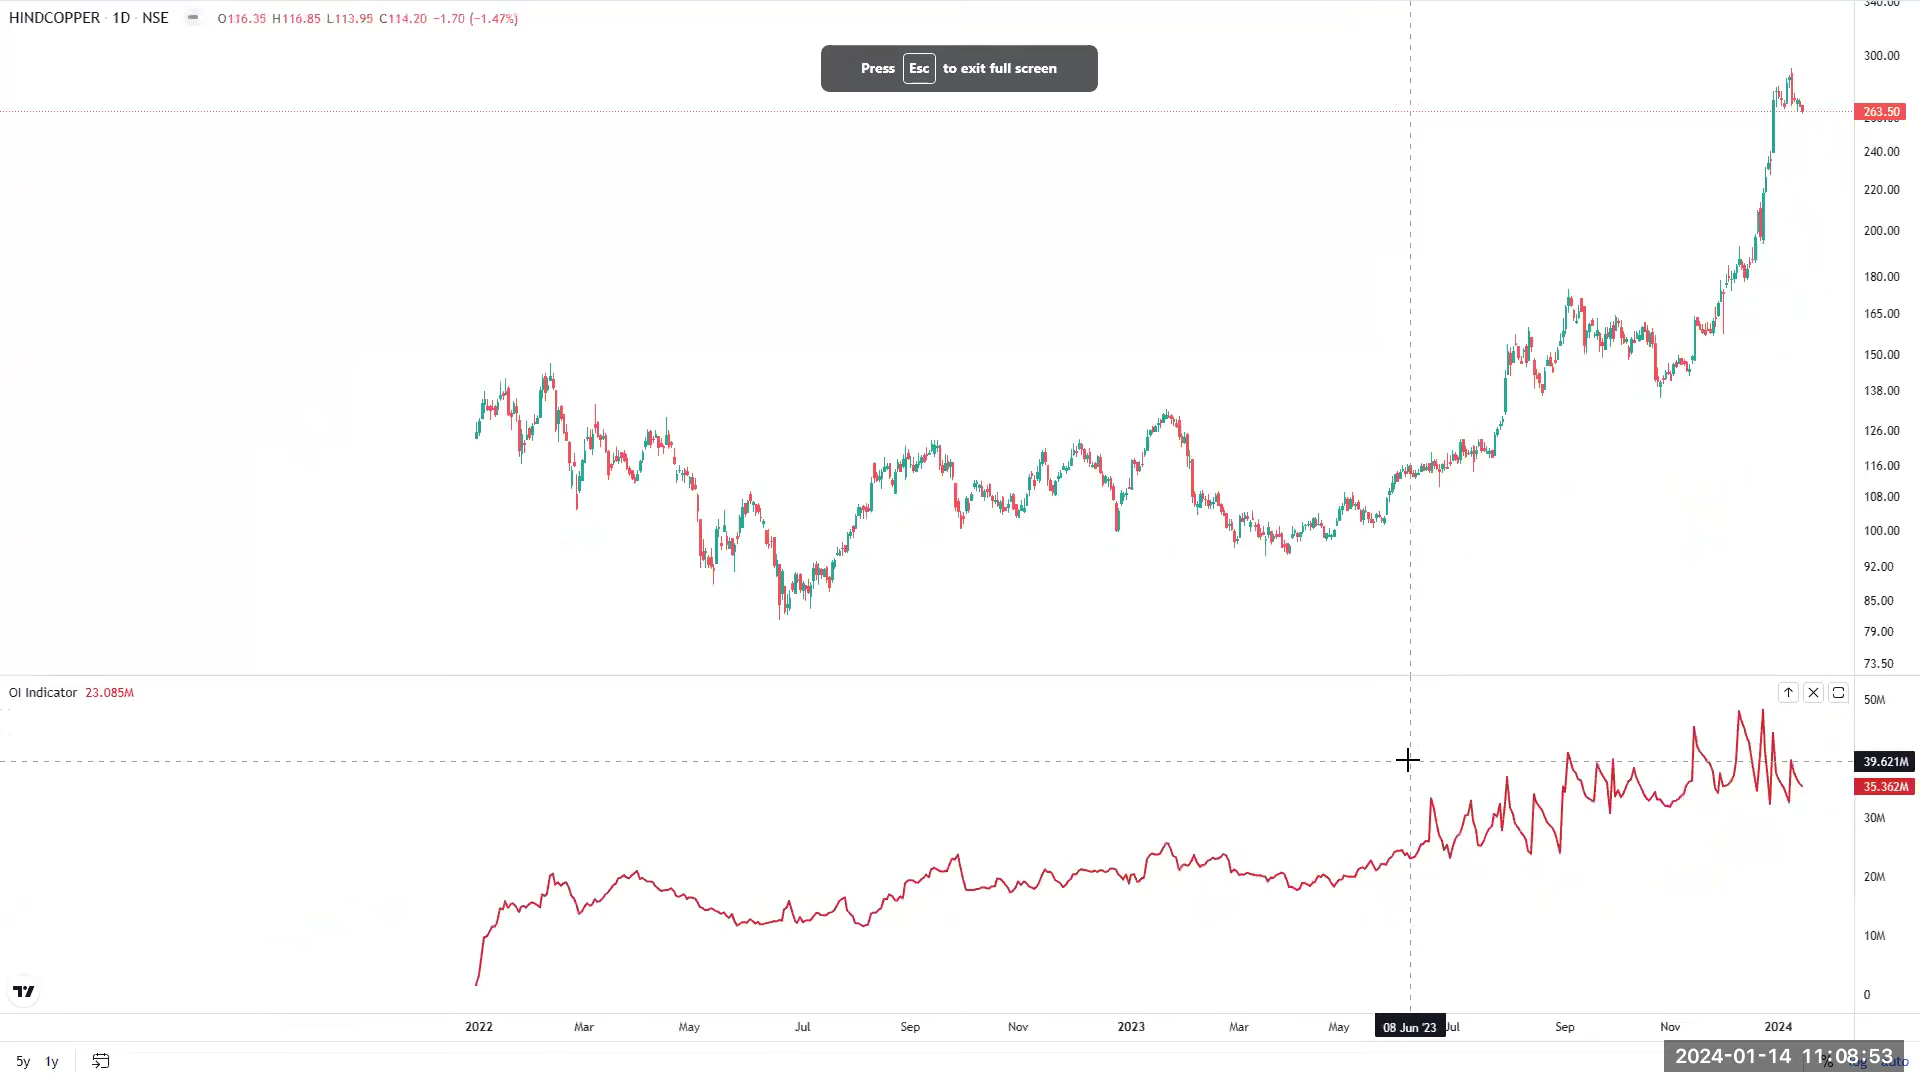 HINDCOPPER · 1D · NSE O116.35 H116.85 L113.95 C114.20 −1.70 (−1.47%)
Press Esc to exit full screen
340.00
300.00
263.50
240.00
220.00
200.00
180.00
165.00
150.00
138.00
126.00
116.00
108.00
100.00
92.00
85.00
79.00
73.50
OI Indicator 23.085M
50M
39.621M
35.362M
30M
20M
10M
0
2022 Mar May Jul Sep Nov 2023 Mar May 08 Jun '23 Jul Sep Nov 2024
5y 1y
2024-01-14 11:08:53
% auto